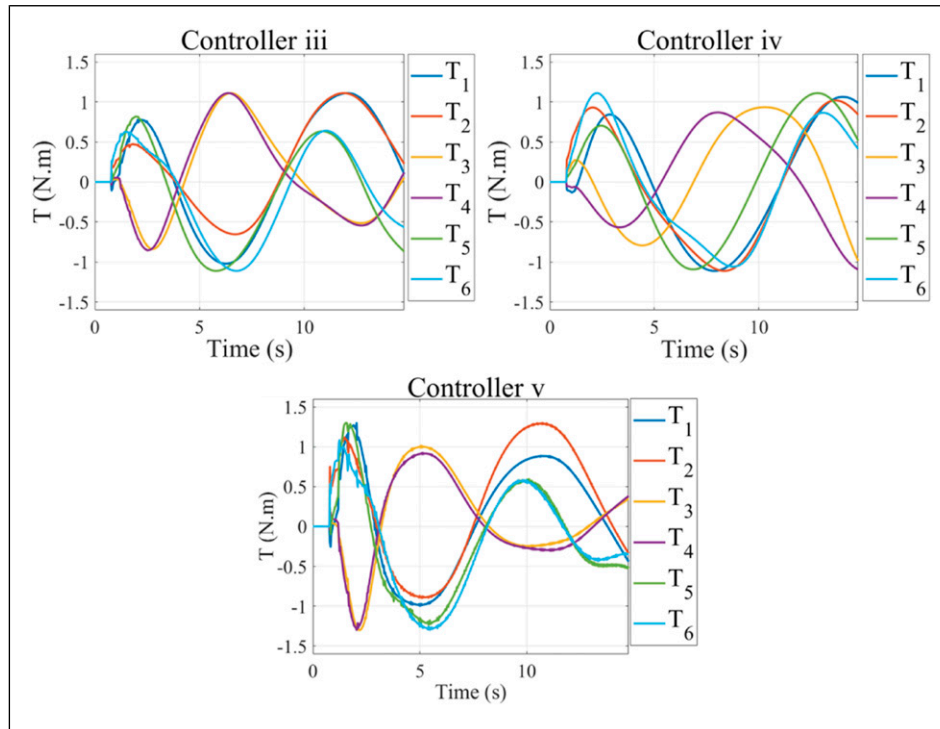 Controller iii
1.5
1
0.5
0
-0.5
-1
-1.5
T (N.m)
0 5 10
Time (s)
T1
T2
T3
T4
T5
T6
Controller iv
1.5
1
0.5
0
-0.5
-1
-1.5
T (N.m)
0 5 10
Time (s)
T1
T2
T3
T4
T5
T6
Controller v
1.5
1
0.5
0
-0.5
-1
-1.5
T (N.m)
0 5 10
Time (s)
T1
T2
T3
T4
T5
T6